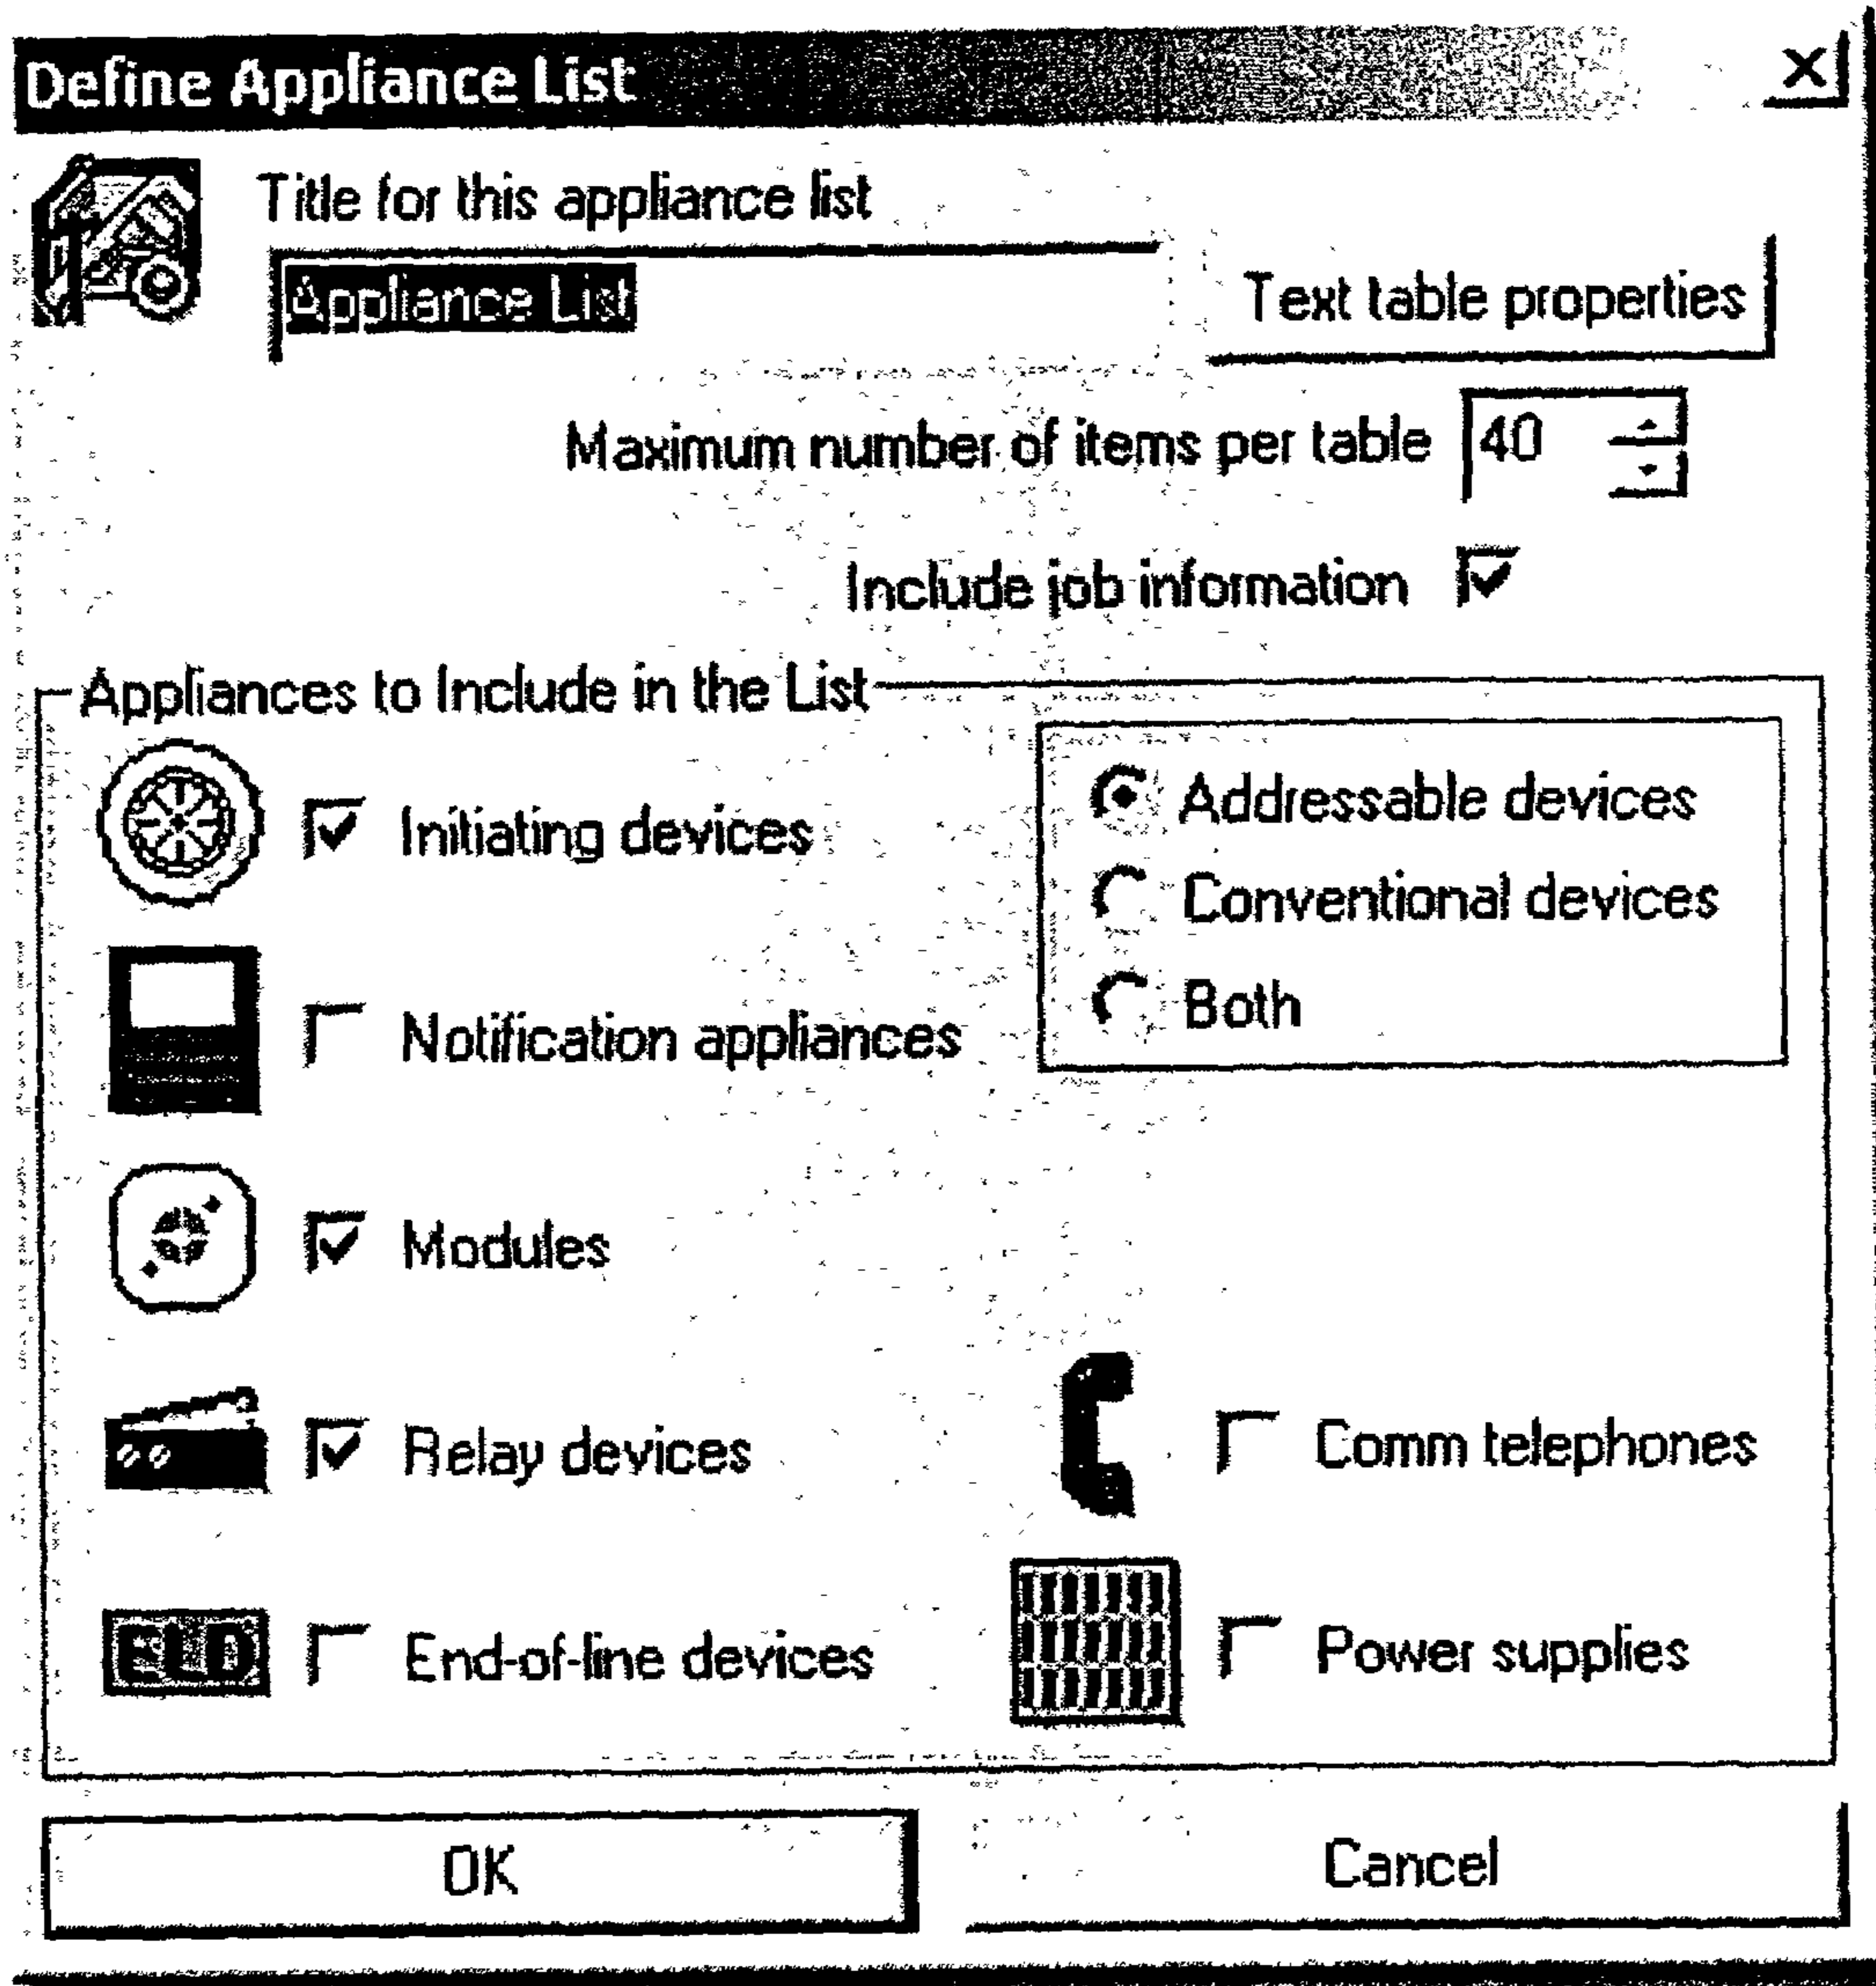 Define Appliance List
Title for this appliance list
Appliance List
Text table properties
Maximum number of items per table 40
Include job information
Appliances to Include in the List
Initiating devices
Addressable devices
Conventional devices
Both
Notification appliances
Modules
Relay devices
Comm telephones
ELD
End-of-line devices
Power supplies
OK
Cancel